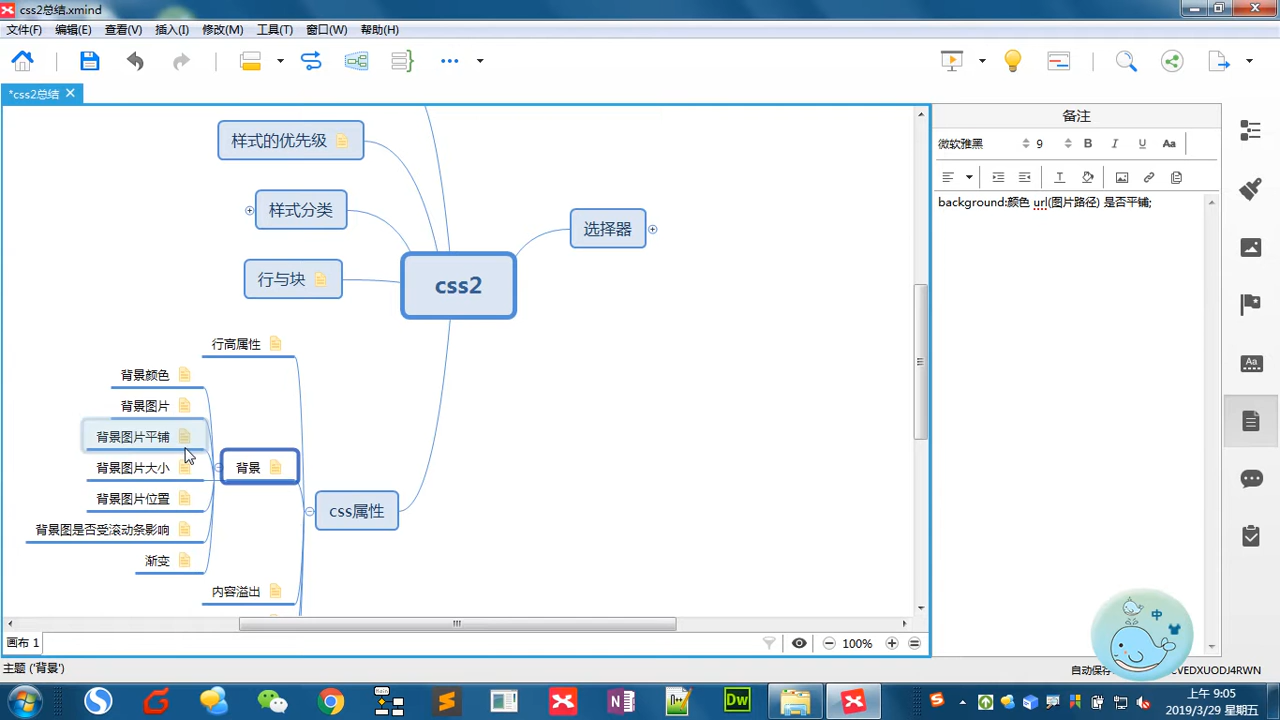 css2总结.xmind
文件(F) 编辑(E) 查看(V) 插入(I) 修改(M) 工具(T) 窗口(W) 帮助(H)
*css2总结
备注
样式的优先级
微软雅黑 9 B I U Aa
T
background:颜色 url(图片路径) 是否平铺;
样式分类
选择器
行与块
css2
行高属性
背景颜色
背景图片
背景图片平铺
背景图片大小
背景
背景图片位置
css属性
背景图是否受滚动条影响
渐变
内容溢出
Aa
中
画布 1
100%
主题 ('背景')
自动保存
CVEDXUODJ4RWN
Dw
上午 9:05
2019/3/29 星期五